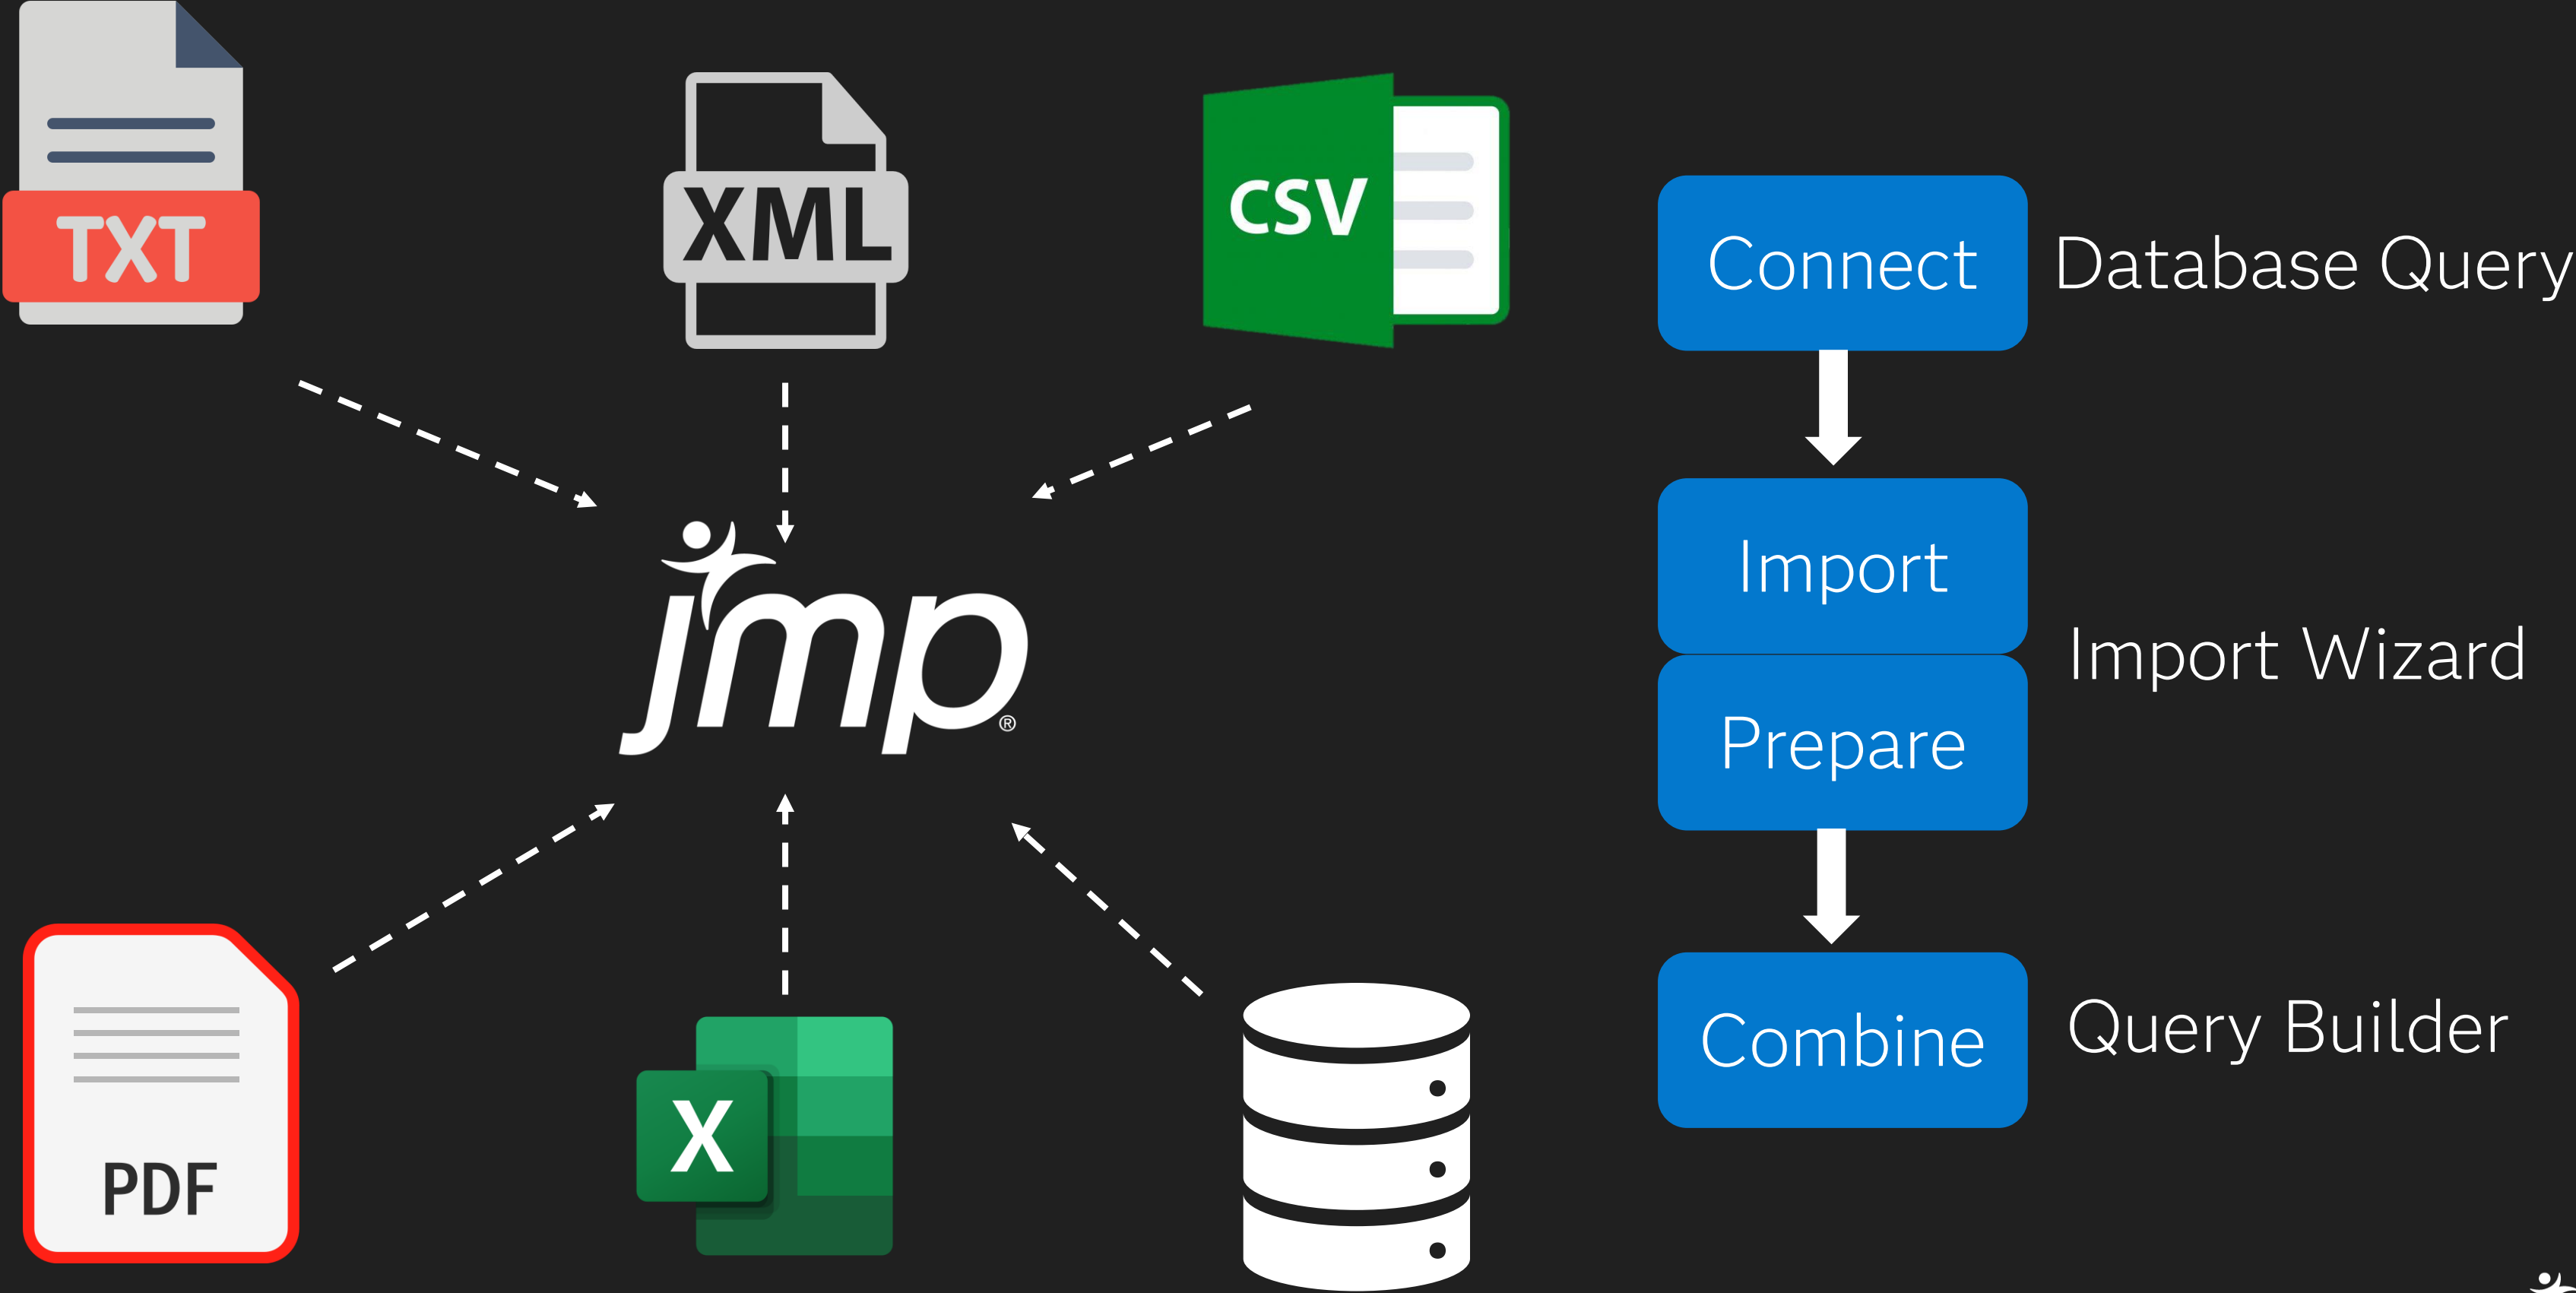 TXT
XML
CSV
jmp®
PDF
X
Connect
Database Query
Import
Import Wizard
Prepare
Combine
Query Builder